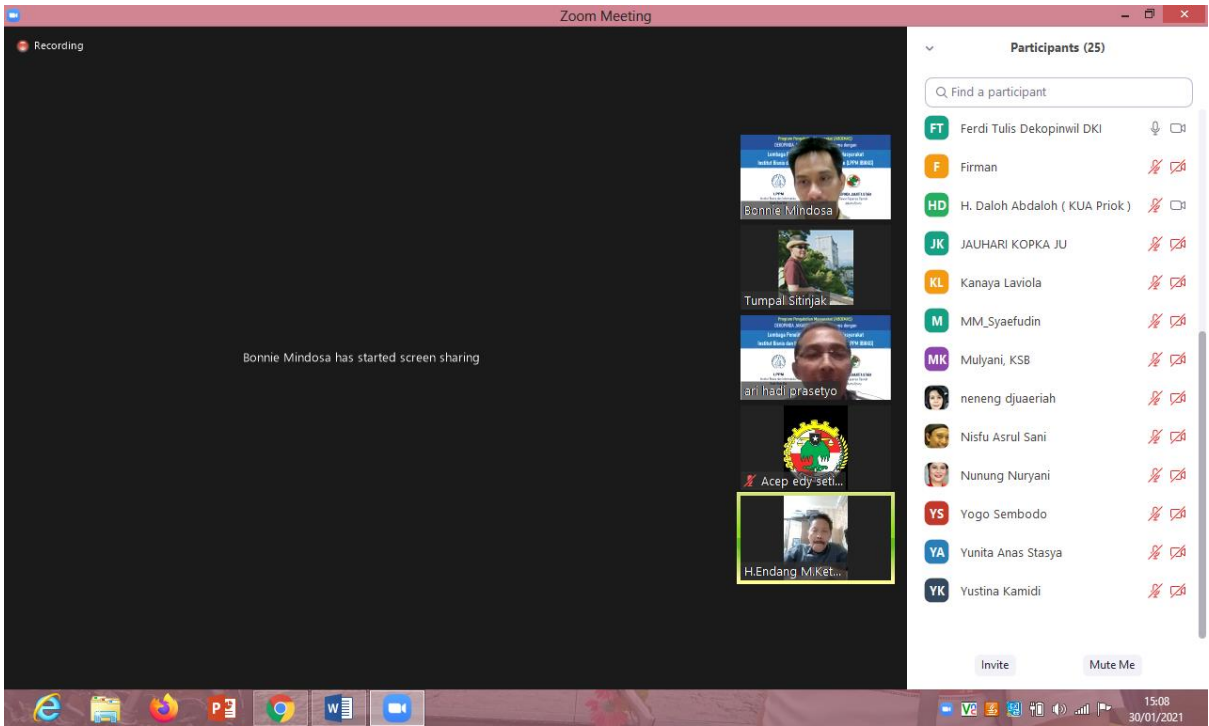 Zoom Meeting
Recording
Bonnie Mindosa has started screen sharing
Bonnie Mindosa
Tumpal Sitinjak
ari hadi prasetyo
Acep edy seti...
H.Endang M.Ket...
Participants (25)
Find a participant
FT Ferdi Tulis Dekopinwil DKI
F Firman
HD H. Daloh Abdaloh ( KUA Priok )
JK JAUHARI KOPKA JU
KL Kanaya Laviola
M MM_Syaefudin
MK Mulyani, KSB
neneng djuaeriah
Nisfu Asrul Sani
Nunung Nuryani
YS Yogo Sembodo
YA Yunita Anas Stasya
YK Yustina Kamidi
Invite Mute Me
15:08
30/01/2021